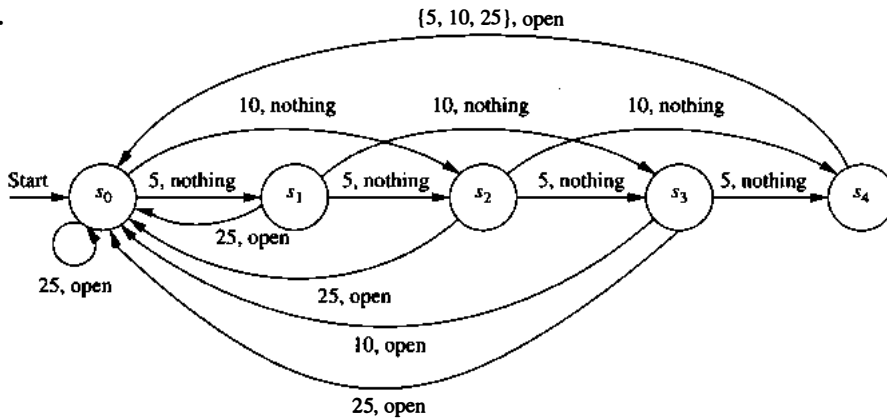 {5, 10, 25}, open
10, nothing 10, nothing 10, nothing
Start s0 5, nothing s1 5, nothing s2 5, nothing s3 5, nothing s4
25, open
25, open
25, open
10, open
25, open